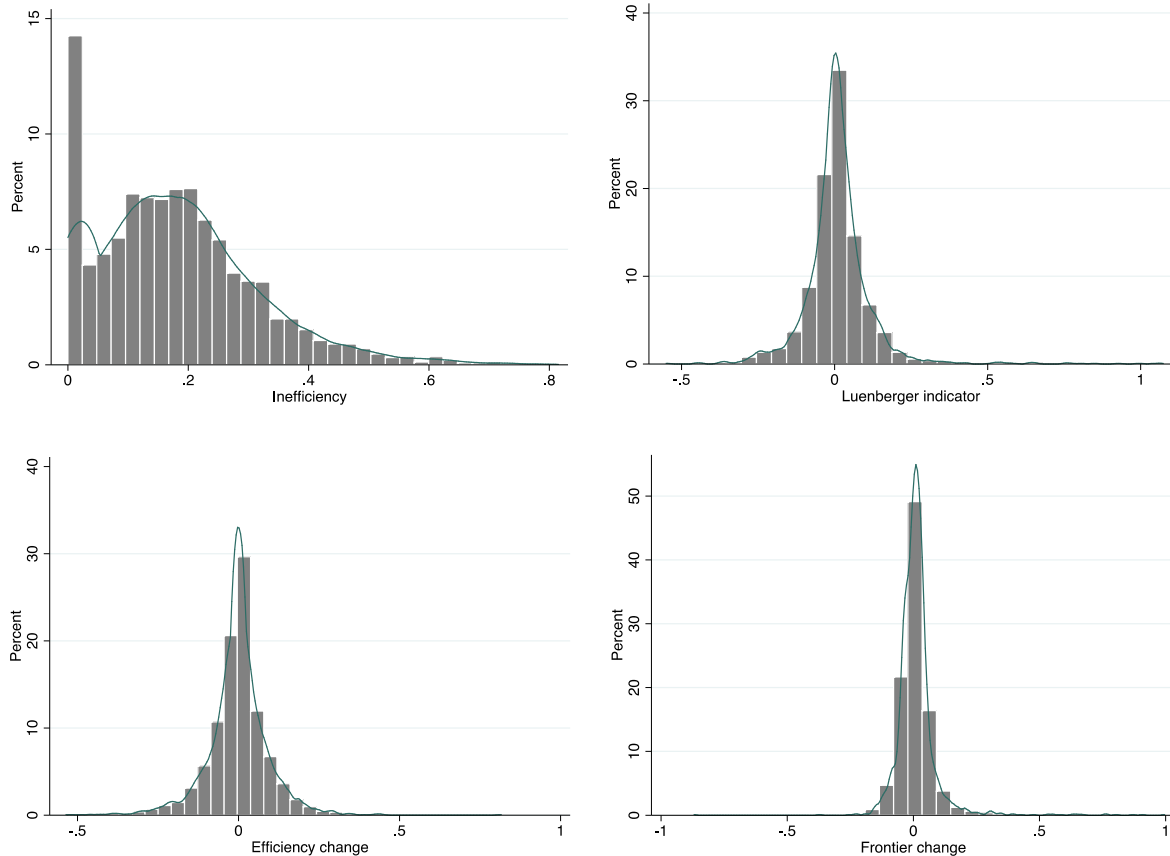 15
10
5
0
Percent
0 .2 .4 .6 .8
Inefficiency
40
30
20
10
0
Percent
-.5 0 .5 1
Luenberger indicator
40
30
20
10
0
Percent
-.5 0 .5 1
Efficiency change
50
40
30
20
10
0
Percent
-1 -.5 0 .5 1
Frontier change